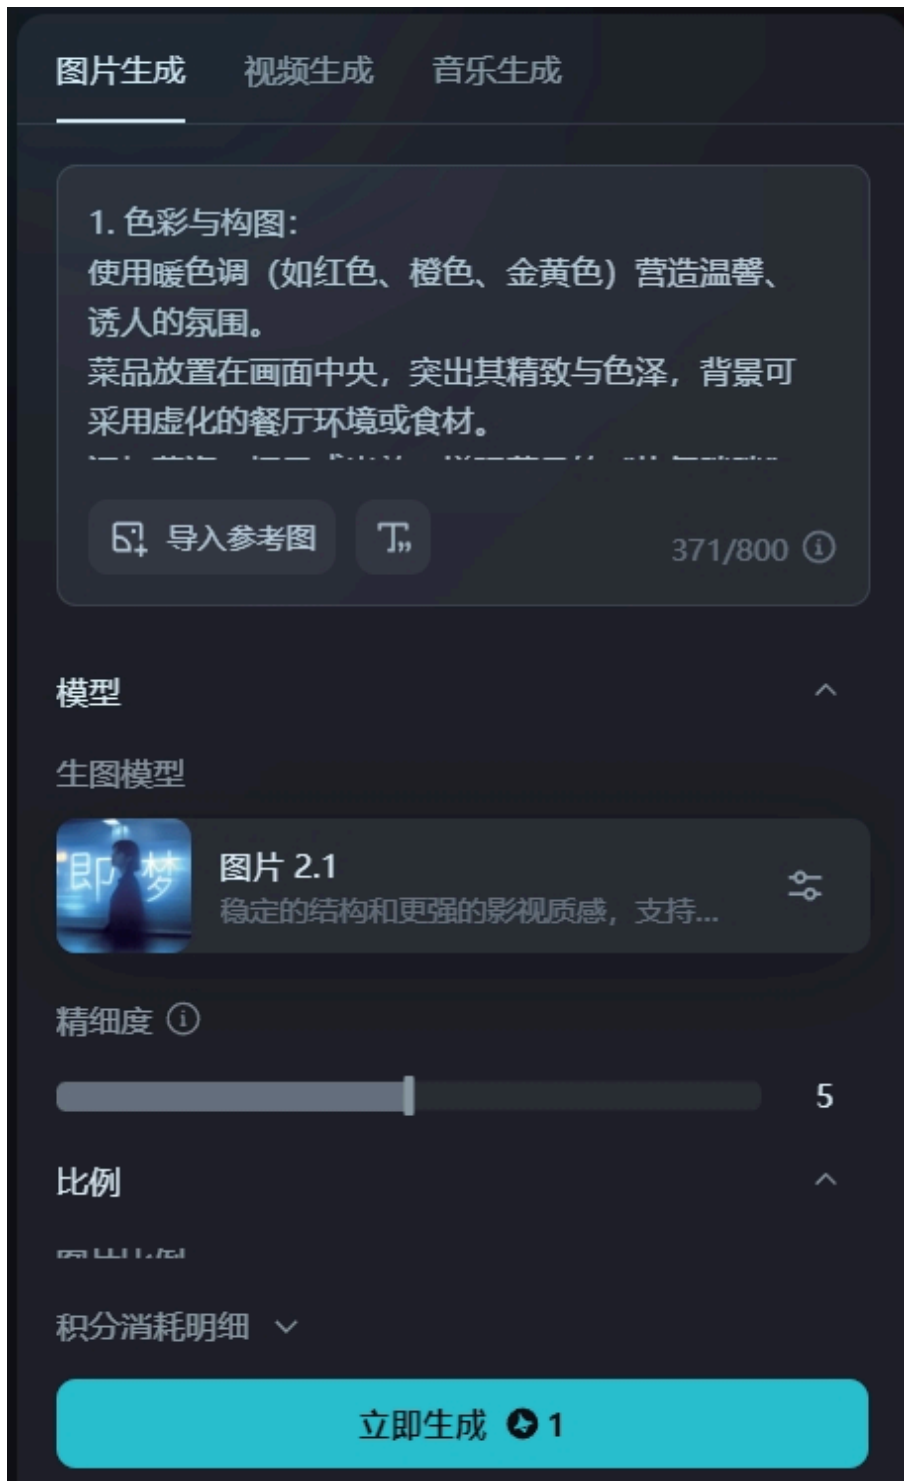 图片生成 视频生成 音乐生成
1. 色彩与构图：
使用暖色调（如红色、橙色、金黄色）营造温馨、
诱人的氛围。
菜品放置在画面中央，突出其精致与色泽，背景可
采用虚化的餐厅环境或食材。
导入参考图 T 371/800
模型
生图模型
即梦
图片 2.1
稳定的结构和更强的影视质感，支持...
精细度
5
比例
图片比例
积分消耗明细
立即生成 1